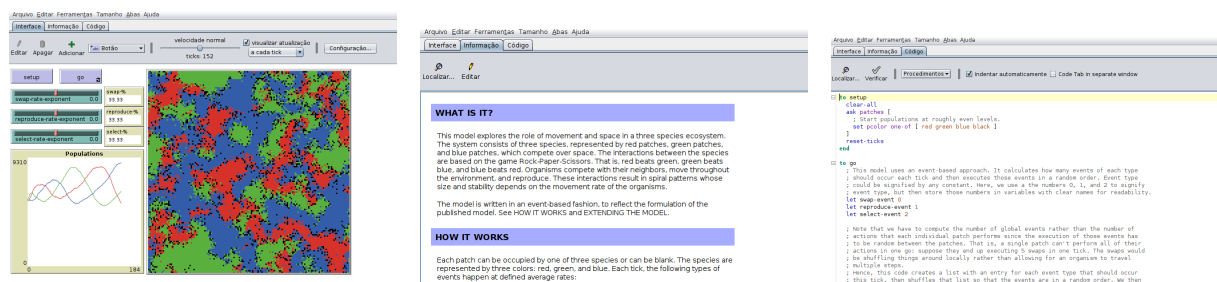 Arquivo Editar Ferramentas Tamanho Abas Ajuda
Interface Informação Código
Editar Apagar Adicionar
Botão
velocidade normal
ticks: 152
visualizar atualização
a cada tick
Configuração...
setup
go
swap-rate-exponent 0.0
swap-%
33.33
reproduce-rate-exponent 0.0
reproduce-%
33.33
select-rate-exponent 0.0
select-%
33.33
Populations
9310
0
0 184
Arquivo Editar Ferramentas Tamanho Abas Ajuda
Interface Informação Código
Localizar... Editar
WHAT IS IT?
This model explores the role of movement and space in a three species ecosystem.
The system consists of three species, represented by red patches, green patches,
and blue patches, which compete over space. The interactions between the species
are based on the game Rock-Paper-Scissors. That is, red beats green, green beats
blue, and blue beats red. Organisms compete with their neighbors, move throughout
the environment, and reproduce. These interactions result in spiral patterns whose
size and stability depends on the movement rate of the organisms.
The model is written in an event-based fashion, to reflect the formulation of the
published model. See HOW IT WORKS and EXTENDING THE MODEL.
HOW IT WORKS
Each patch can be occupied by one of three species or can be blank. The species are
represented by three colors: red, green, and blue. Each tick, the following types of
events happen at defined average rates:
Arquivo Editar Ferramentas Tamanho Abas Ajuda
Interface Informação Código
Localizar... Verificar
Procedimentos
Indentar automaticamente
Code Tab in separate window
to setup
clear-all
ask patches [
; Start populations at roughly even levels.
set pcolor one-of [ red green blue black ]
]
reset-ticks
end
to go
; This model uses an event-based approach. It calculates how many events of each type
; should occur each tick and then executes those events in a random order. Event type
; could be signified by any constant. Here, we use a the numbers 0, 1, and 2 to signify
; event type, but then store those numbers in variables with clear names for readability.
let swap-event 0
let reproduce-event 1
let select-event 2
; Note that we have to compute the number of global events rather than the number of
; actions that each individual patch performs since the execution of those events has
; to be random between the patches. That is, a single patch can't perform all of their
; actions in one go: suppose they end up executing 5 swaps in one tick. The swaps would
; be shuffling things around locally rather than allowing for an organism to travel
; multiple steps.
; Hence, this code creates a list with an entry for each event type that should occur
; this tick, then shuffles that list so that the events are in a random order. We then